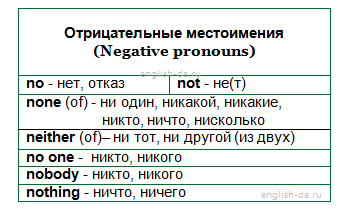 Отрицательные местоимения
(Negative pronouns)
english-da.ru
no - нет, отказ not - не(т)
none (of) - ни один, никакой, никакие,
никто, ничто, нисколько
neither (of)– ни тот, ни другой (из двух)
no one - никто, никого
nobody - никто, никого
nothing - ничто, ничего
english-da.ru